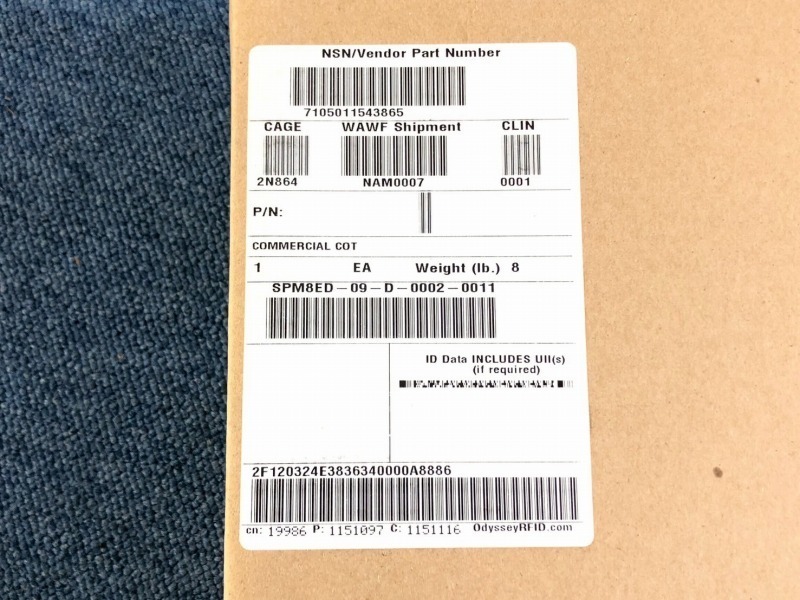 NSN/Vendor Part Number
7105011543865
CAGE WAWF Shipment CLIN
2N864 NAM0007 0001
P/N:
COMMERCIAL COT
1 EA Weight (lb.) 8
SPM8ED-09-D-0002-0011
ID Data INCLUDES UII(s)
(if required)
2F120324E3836340000A8886
cn: 19986 P: 1151097 C: 1151116 OdysseyRFID.com